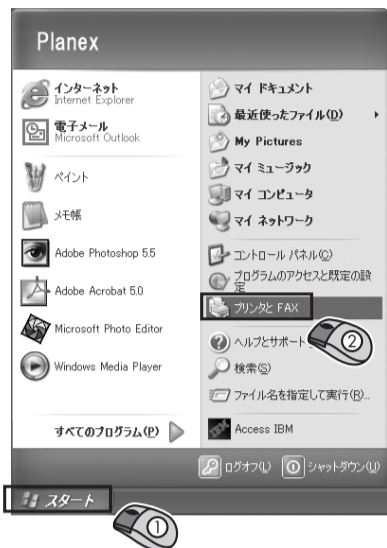 Planex
インターネット
Internet Explorer
電子メール
Microsoft Outlook
ペイント
メモ帳
Adobe Photoshop 5.5
Adobe Acrobat 5.0
Microsoft Photo Editor
Windows Media Player
すべてのプログラム(P)
マイ ドキュメント
最近使ったファイル(D)
My Pictures
マイ ミュージック
マイ コンピュータ
マイ ネットワーク
コントロール パネル(C)
プログラムのアクセスと既定の設
定
プリンタと FAX
ヘルプとサポート
②
検索(S)
ファイル名を指定して実行(R)...
Access IBM
ログオフ(L)
シャットダウン(U)
スタート
①